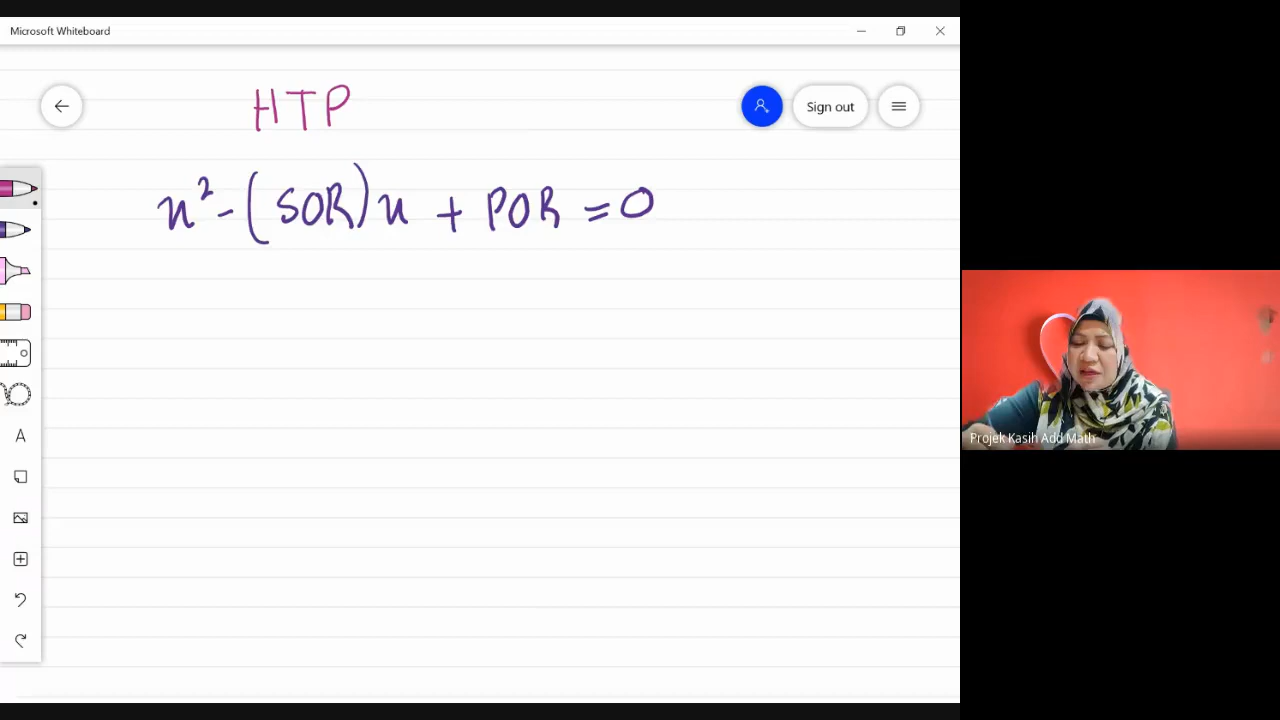 Microsoft Whiteboard
HTP
Sign out
x² - (SOR)x + POR = 0
A
Projek Kasih Add Math